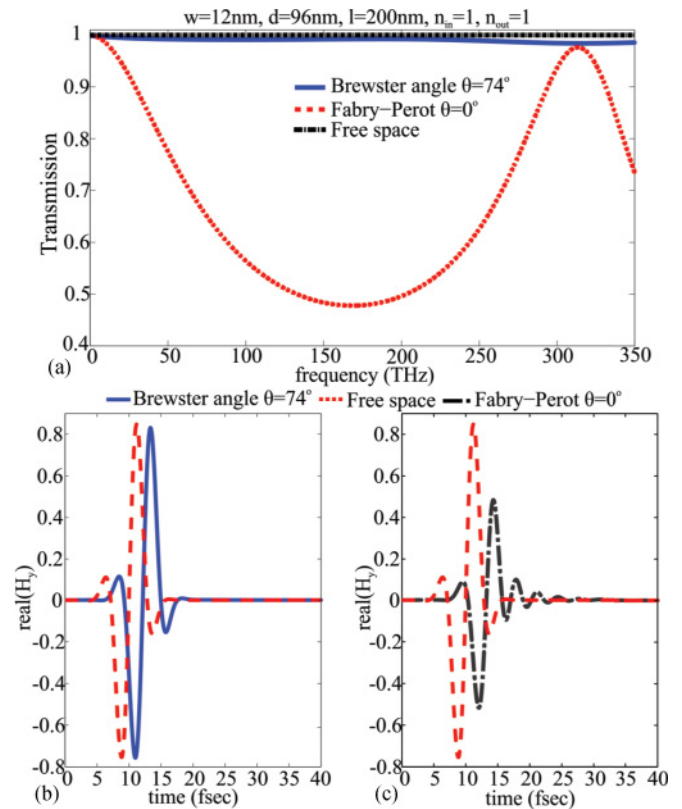 w=12nm, d=96nm, l=200nm, n_in=1, n_out=1
1
0.9
0.8
0.7
0.6
0.5
0.4
Transmission
Brewster angle θ=74°
Fabry−Perot θ=0°
Free space
0 50 100 150 200 250 300 350
(a) frequency (THz)
Brewster angle θ=74° Free space Fabry−Perot θ=0°
0.8
0.6
0.4
0.2
0
-0.2
-0.4
-0.6
-0.8
real(H_y)
0 5 10 15 20 25 30 35 40
(b) time (fsec)
0.8
0.6
0.4
0.2
0
-0.2
-0.4
-0.6
-0.8
real(H_y)
0 5 10 15 20 25 30 35 40
(c) time (fsec)